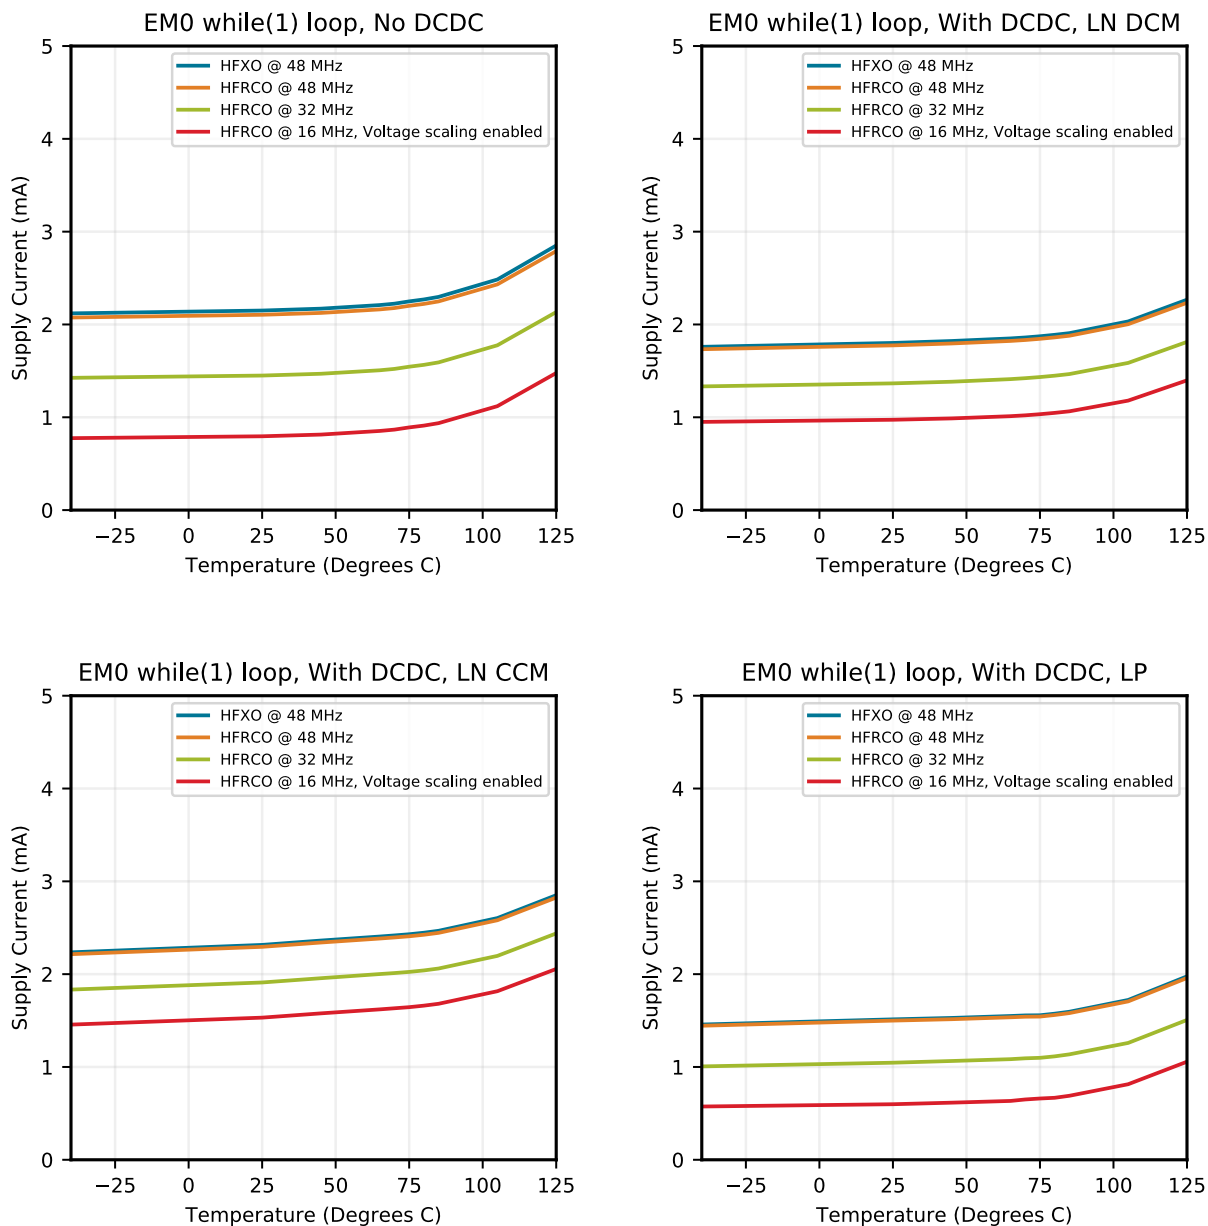 EM0 while(1) loop, No DCDC
HFXO @ 48 MHz
HFRCO @ 48 MHz
HFRCO @ 32 MHz
HFRCO @ 16 MHz, Voltage scaling enabled
Supply Current (mA)
5
4
3
2
1
0
−25 0 25 50 75 100 125
Temperature (Degrees C)
EM0 while(1) loop, With DCDC, LN DCM
HFXO @ 48 MHz
HFRCO @ 48 MHz
HFRCO @ 32 MHz
HFRCO @ 16 MHz, Voltage scaling enabled
Supply Current (mA)
5
4
3
2
1
0
−25 0 25 50 75 100 125
Temperature (Degrees C)
EM0 while(1) loop, With DCDC, LN CCM
HFXO @ 48 MHz
HFRCO @ 48 MHz
HFRCO @ 32 MHz
HFRCO @ 16 MHz, Voltage scaling enabled
Supply Current (mA)
5
4
3
2
1
0
−25 0 25 50 75 100 125
Temperature (Degrees C)
EM0 while(1) loop, With DCDC, LP
HFXO @ 48 MHz
HFRCO @ 48 MHz
HFRCO @ 32 MHz
HFRCO @ 16 MHz, Voltage scaling enabled
Supply Current (mA)
5
4
3
2
1
0
−25 0 25 50 75 100 125
Temperature (Degrees C)